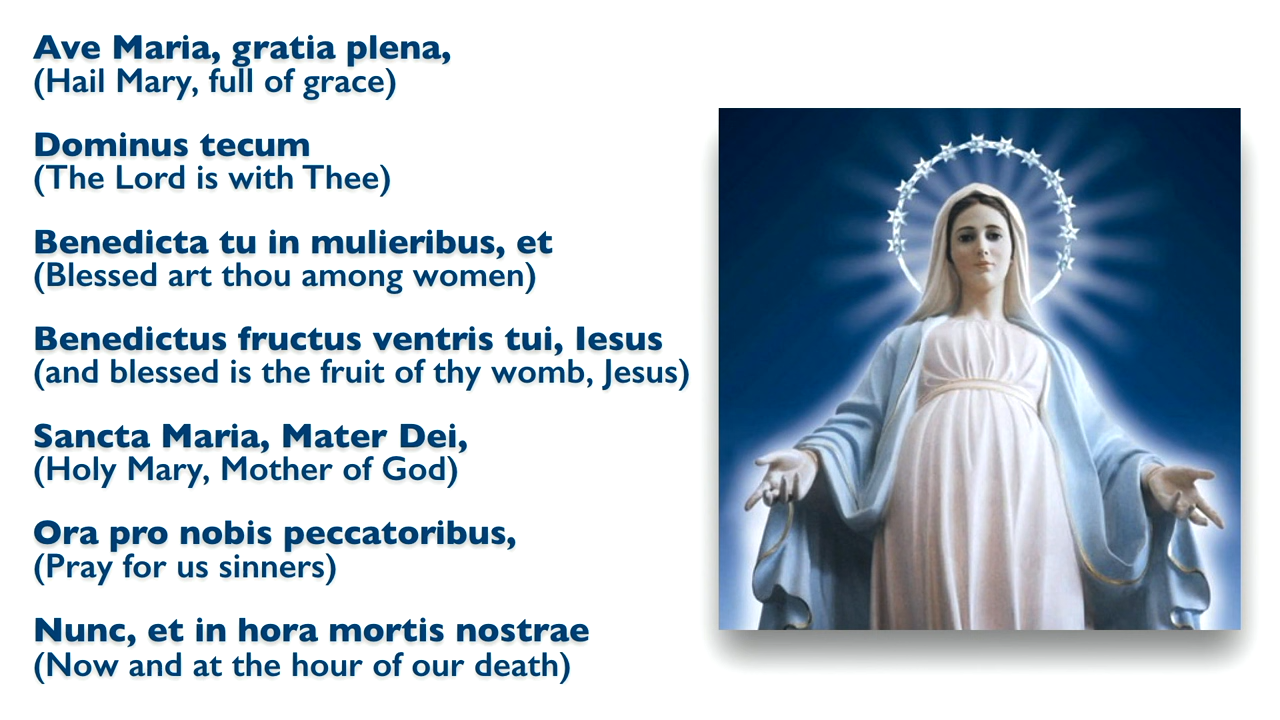 Ave Maria, gratia plena,
(Hail Mary, full of grace)
Dominus tecum
(The Lord is with Thee)
Benedicta tu in mulieribus, et
(Blessed art thou among women)
Benedictus fructus ventris tui, Iesus
(and blessed is the fruit of thy womb, Jesus)
Sancta Maria, Mater Dei,
(Holy Mary, Mother of God)
Ora pro nobis peccatoribus,
(Pray for us sinners)
Nunc, et in hora mortis nostrae
(Now and at the hour of our death)